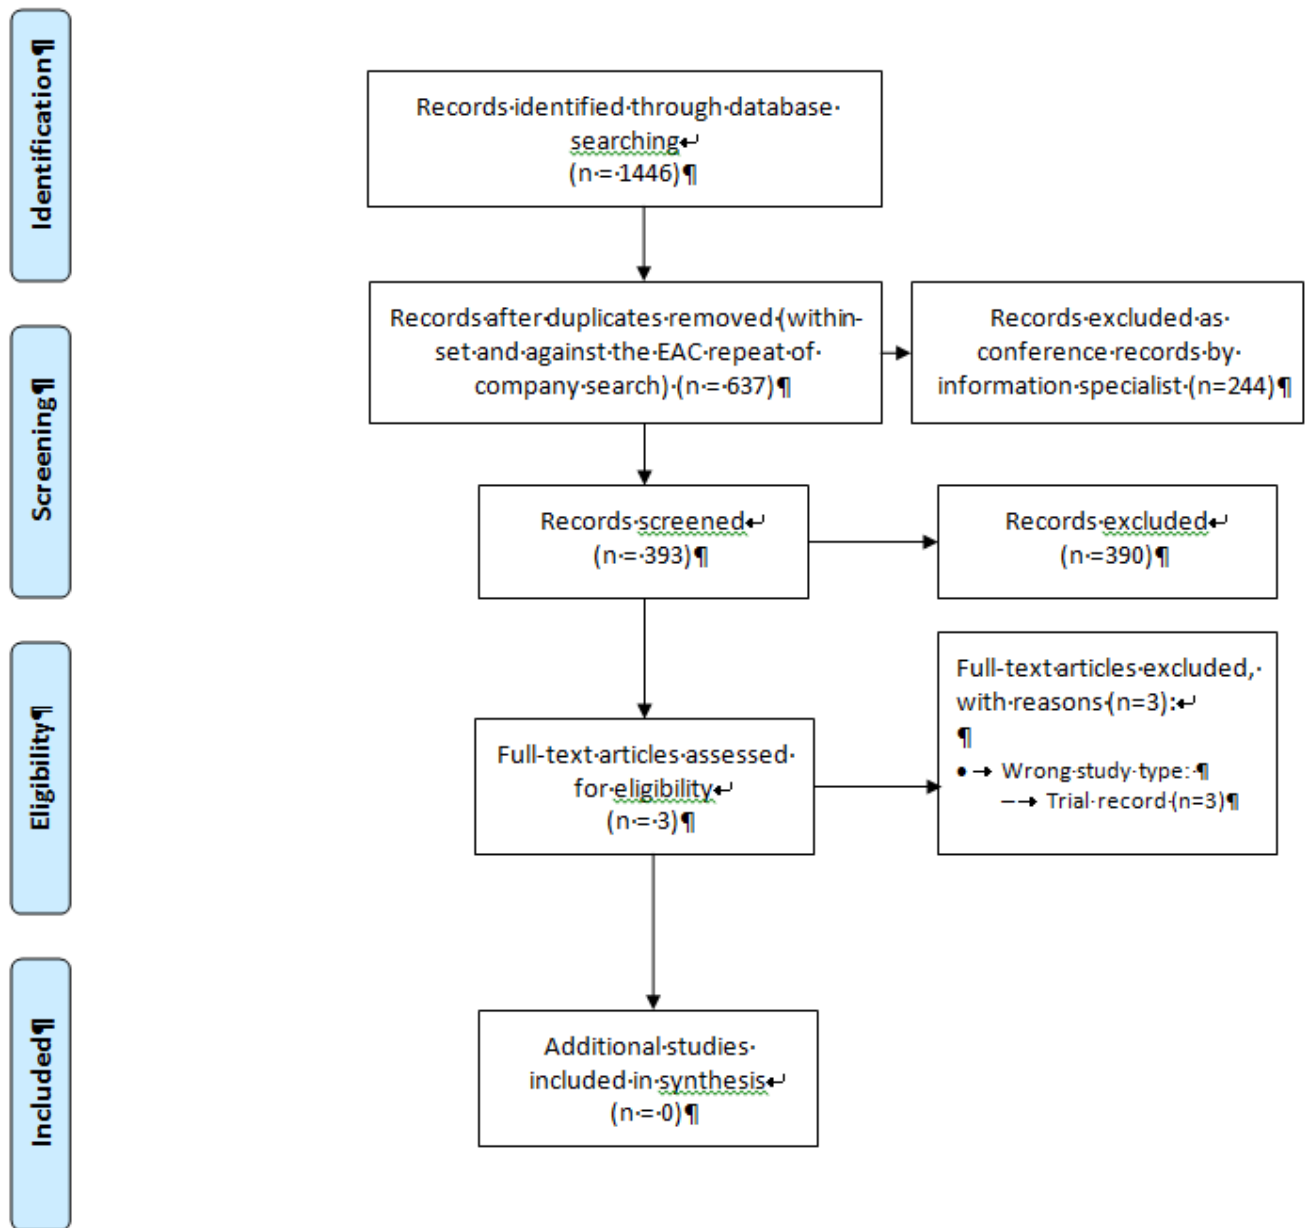 Identification¶
Records·identified·through·database·
searching↵
(n·=·1446)¶
Records·after·duplicates·removed·(within-
set·and·against·the·EAC·repeat·of·
company·search)·(n·=·637)¶
Records·excluded·as·
conference·records·by·
information·specialist·(n=244)¶
Screening¶
Records·screened↵
(n·=·393)¶
Records·excluded↵
(n·=390)¶
Eligibility¶
Full-text·articles·assessed·
for·eligibility↵
(n·=·3)¶
Full-text·articles·excluded,·
with·reasons·(n=3):↵
¶
•→Wrong·study·type:·¶
–→Trial·record·(n=3)¶
Included¶
Additional·studies·
included·in·synthesis↵
(n·=·0)¶